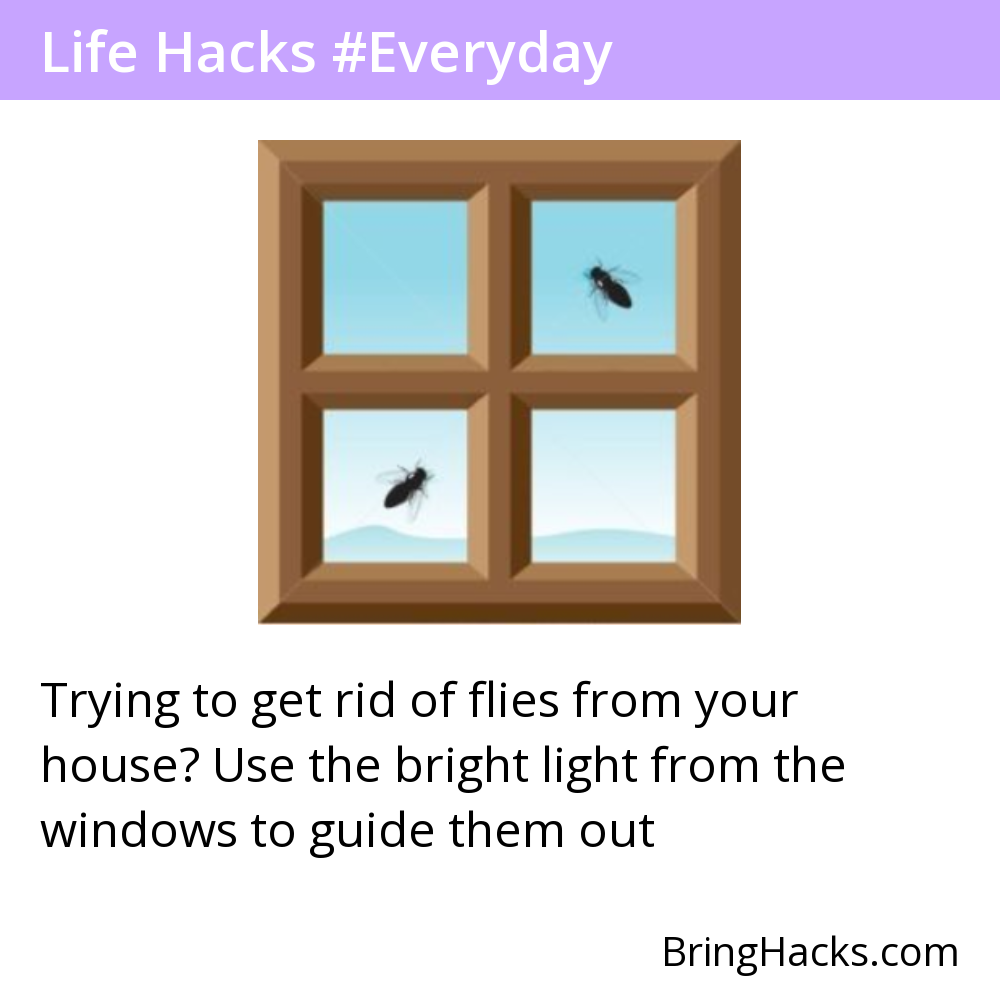 Life Hacks #Everyday
Trying to get rid of flies from your
house? Use the bright light from the
windows to guide them out
BringHacks.com